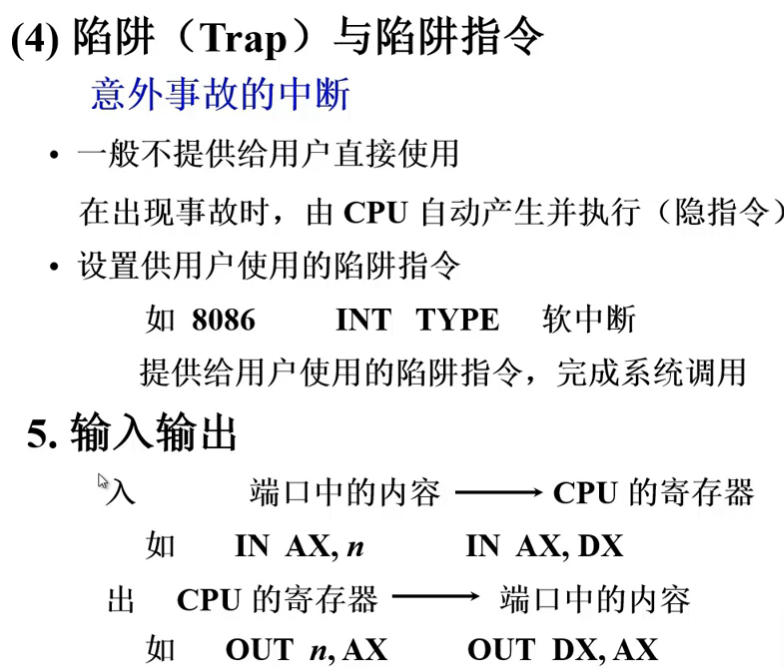 (4) 陷阱（Trap）与陷阱指令
意外事故的中断
• 一般不提供给用户直接使用
在出现事故时，由 CPU 自动产生并执行（隐指令）
• 设置供用户使用的陷阱指令
如 8086 INT TYPE 软中断
提供给用户使用的陷阱指令，完成系统调用
5. 输入输出
入 端口中的内容 ⟶ CPU 的寄存器
如 IN AX, n IN AX, DX
出 CPU 的寄存器 ⟶ 端口中的内容
如 OUT n, AX OUT DX, AX